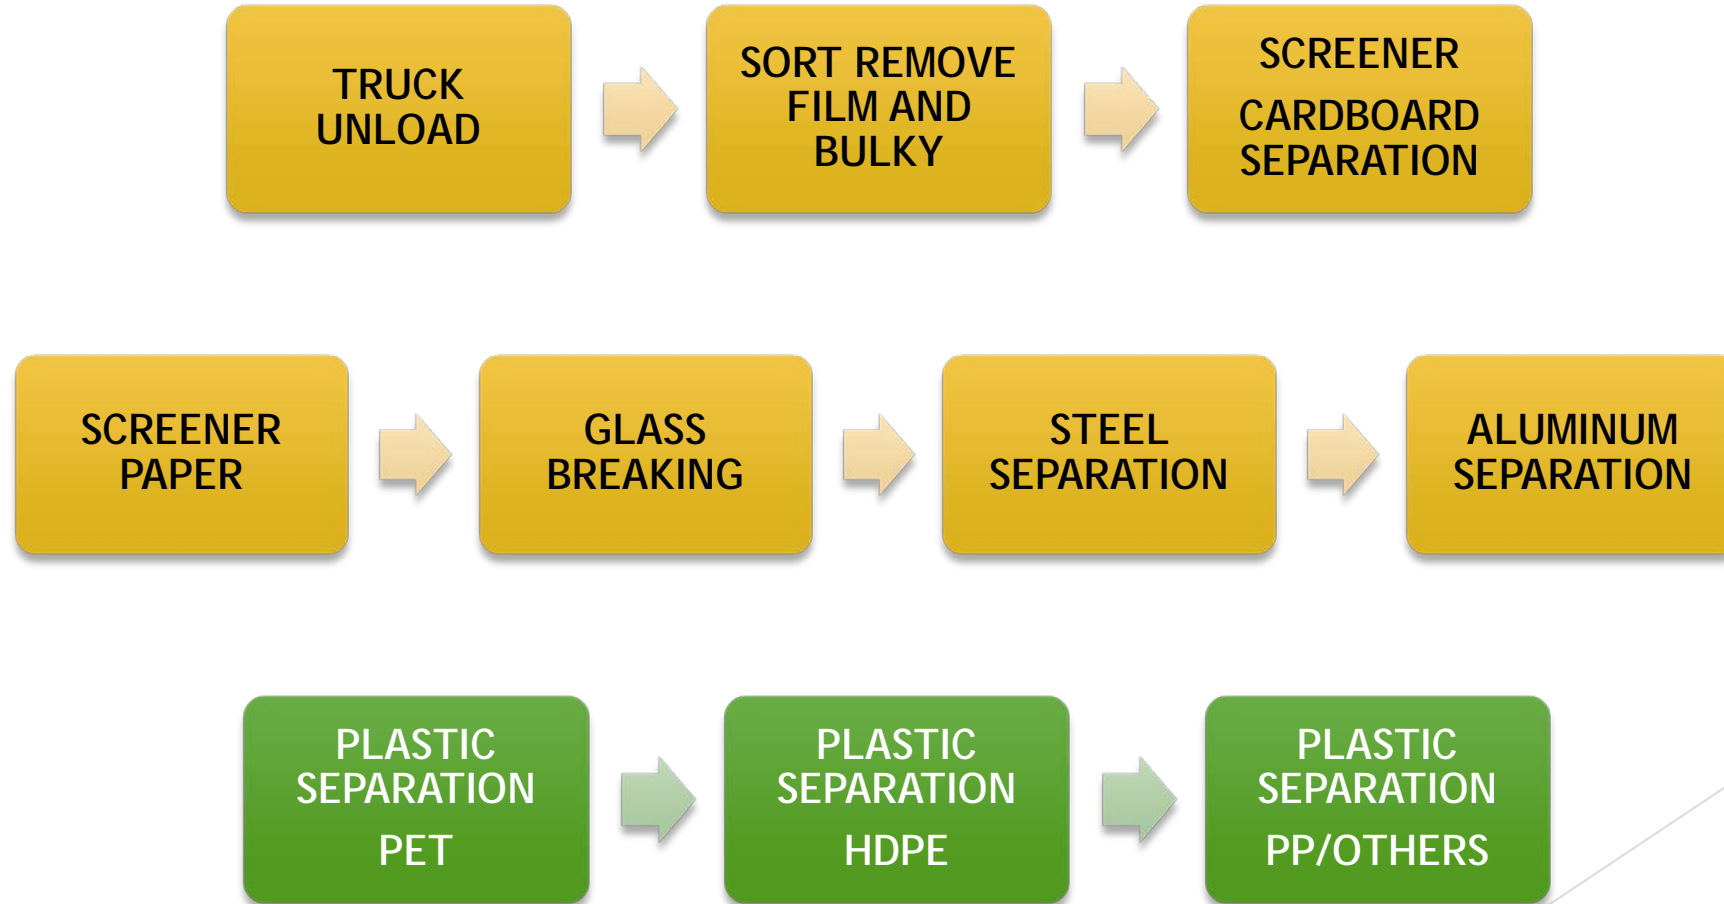 TRUCK
UNLOAD
SORT REMOVE
FILM AND
BULKY
SCREENER
CARDBOARD
SEPARATION
SCREENER
PAPER
GLASS
BREAKING
STEEL
SEPARATION
ALUMINUM
SEPARATION
PLASTIC
SEPARATION
PET
PLASTIC
SEPARATION
HDPE
PLASTIC
SEPARATION
PP/OTHERS